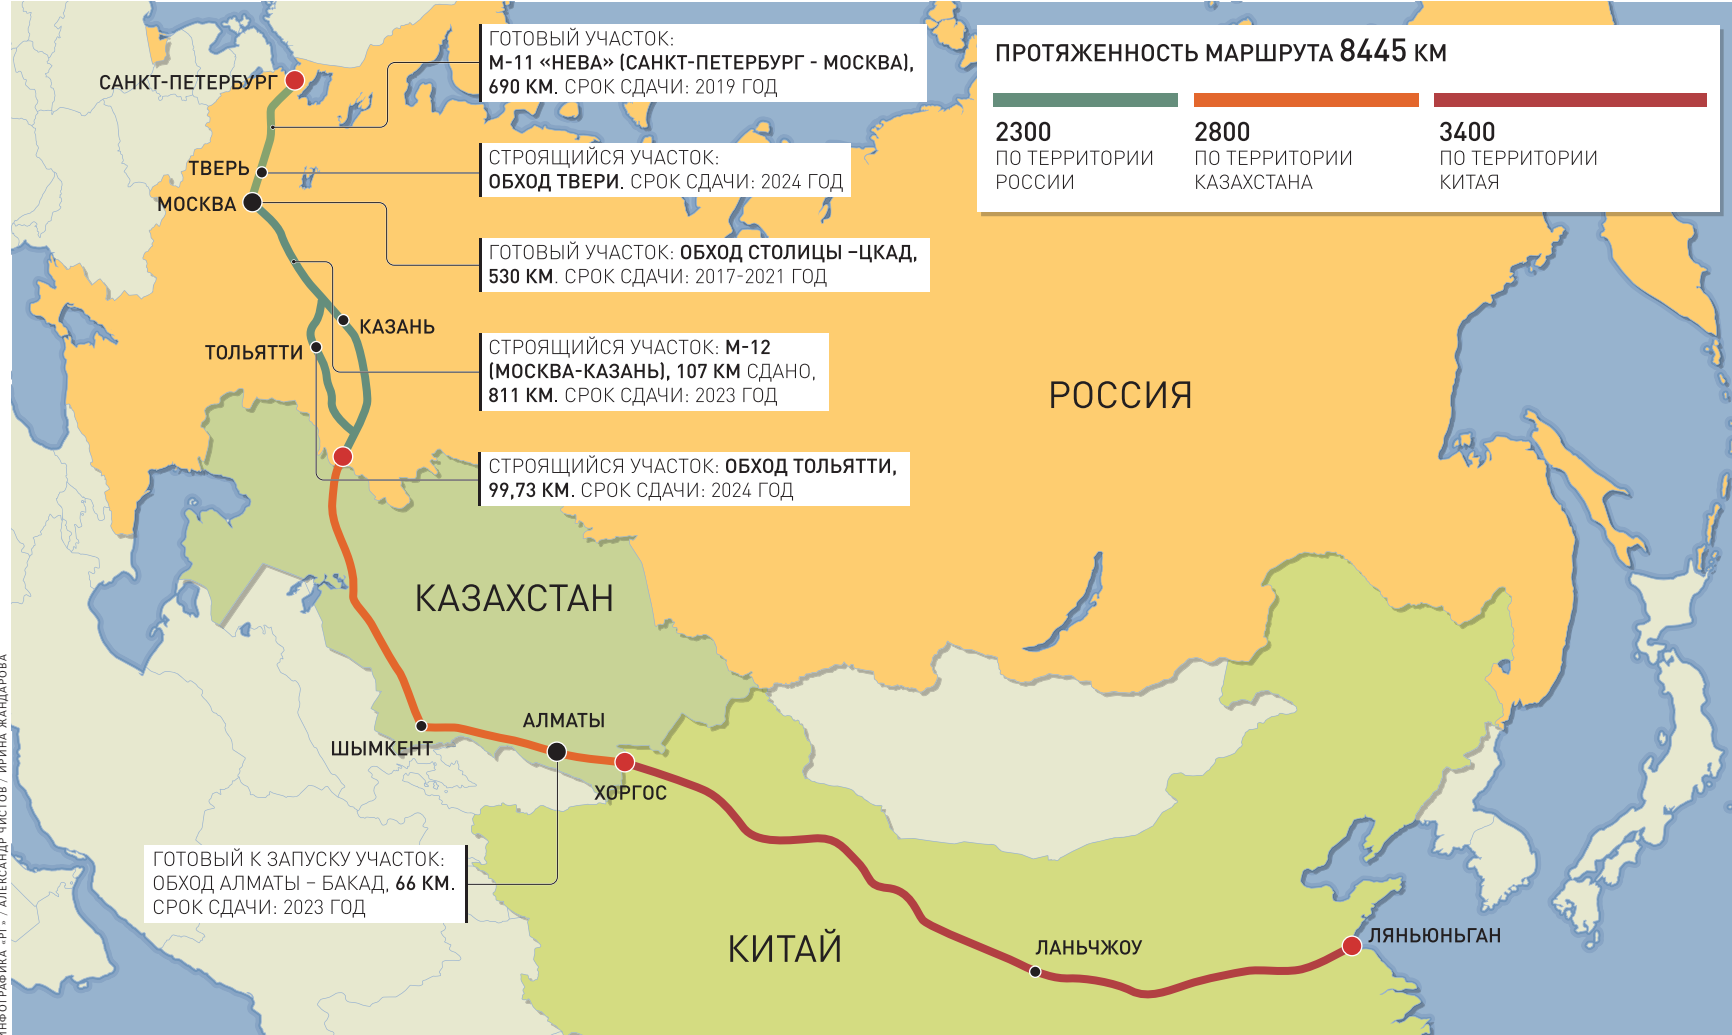 ГОТОВЫЙ УЧАСТОК:
М-11 «НЕВА» (САНКТ-ПЕТЕРБУРГ - МОСКВА),
690 КМ. СРОК СДАЧИ: 2019 ГОД
ПРОТЯЖЕННОСТЬ МАРШРУТА 8445 КМ
2300
ПО ТЕРРИТОРИИ
РОССИИ
2800
ПО ТЕРРИТОРИИ
КАЗАХСТАНА
3400
ПО ТЕРРИТОРИИ
КИТАЯ
САНКТ-ПЕТЕРБУРГ
СТРОЯЩИЙСЯ УЧАСТОК:
ОБХОД ТВЕРИ. СРОК СДАЧИ: 2024 ГОД
ТВЕРЬ
МОСКВА
ГОТОВЫЙ УЧАСТОК: ОБХОД СТОЛИЦЫ –ЦКАД,
530 КМ. СРОК СДАЧИ: 2017-2021 ГОД
КАЗАНЬ
ТОЛЬЯТТИ
СТРОЯЩИЙСЯ УЧАСТОК: М-12
(МОСКВА-КАЗАНЬ), 107 КМ СДАНО,
811 КМ. СРОК СДАЧИ: 2023 ГОД
РОССИЯ
СТРОЯЩИЙСЯ УЧАСТОК: ОБХОД ТОЛЬЯТТИ,
99,73 КМ. СРОК СДАЧИ: 2024 ГОД
КАЗАХСТАН
АЛМАТЫ
ШЫМКЕНТ
ХОРГОС
ГОТОВЫЙ К ЗАПУСКУ УЧАСТОК:
ОБХОД АЛМАТЫ – БАКАД, 66 КМ.
СРОК СДАЧИ: 2023 ГОД
КИТАЙ
ЛАНЬЧЖОУ
ЛЯНЬЮНЬГАН
ИНФОГРАФИКА «РГ» / АЛЕКСАНДР ЧИСТОВ / ИРИНА ЖАНДАРОВА